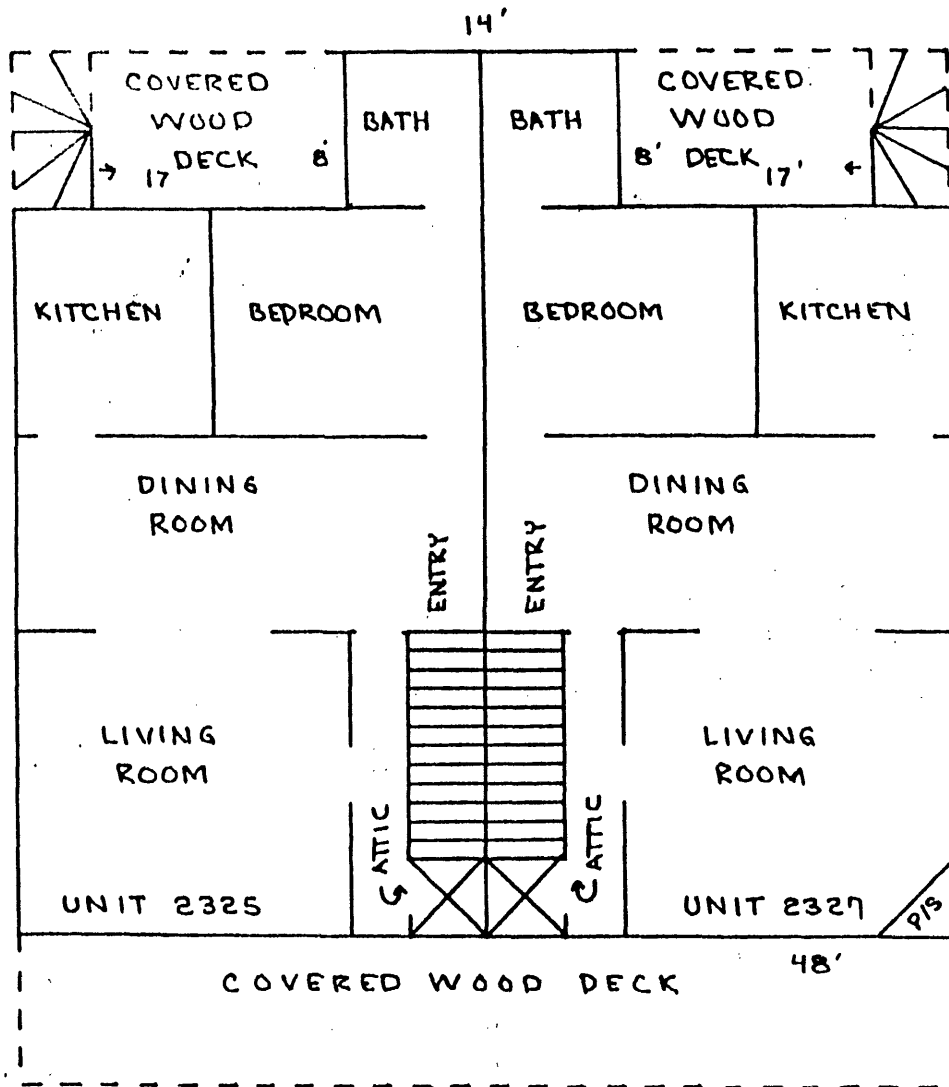 14'
COVERED
WOOD
DECK
17
8'
BATH
BATH
COVERED
WOOD
DECK
8'
17'
KITCHEN
BEDROOM
BEDROOM
KITCHEN
DINING
ROOM
DINING
ROOM
ENTRY
ENTRY
LIVING
ROOM
LIVING
ROOM
ATTIC
ATTIC
UNIT 2325
UNIT 2327
P/S
48'
COVERED WOOD DECK